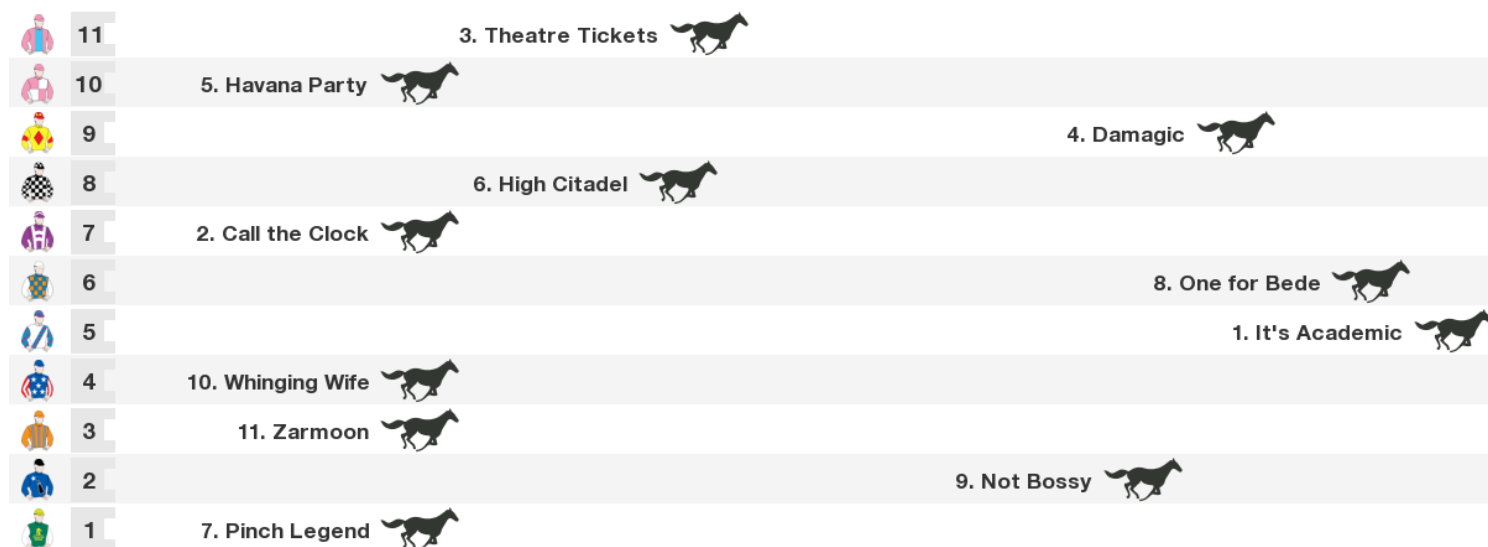 11 3. Theatre Tickets
10 5. Havana Party
9 4. Damagic
8 6. High Citadel
7 2. Call the Clock
6 8. One for Bede
5 1. It's Academic
4 10. Whinging Wife
3 11. Zarmoon
2 9. Not Bossy
1 7. Pinch Legend